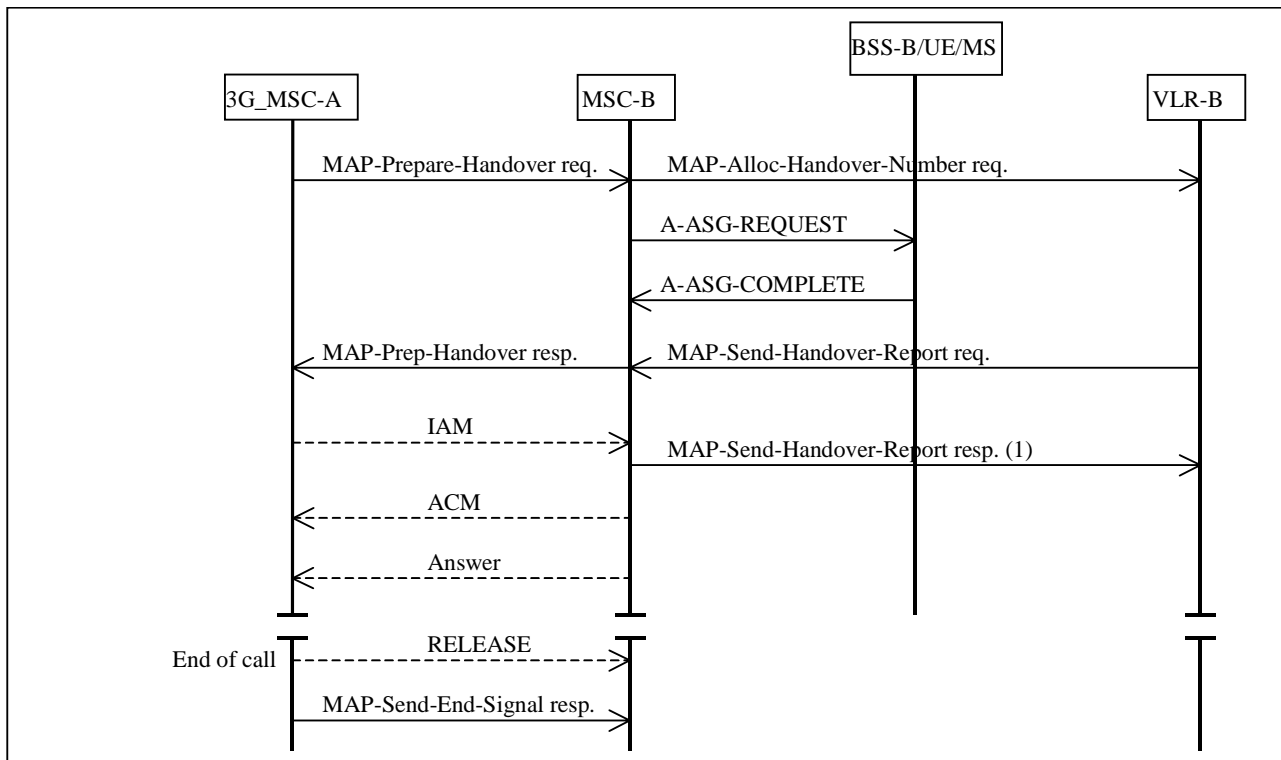 BSS-B/UE/MS
3G_MSC-A
MSC-B
VLR-B
MAP-Prepare-Handover req.
MAP-Alloc-Handover-Number req.
A-ASG-REQUEST
A-ASG-COMPLETE
MAP-Prep-Handover resp.
MAP-Send-Handover-Report req.
IAM
MAP-Send-Handover-Report resp. (1)
ACM
Answer
RELEASE
End of call
MAP-Send-End-Signal resp.